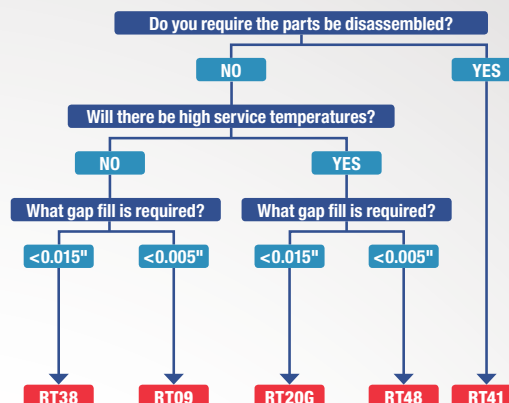 Do you require the parts be disassembled?
NO
YES
Will there be high service temperatures?
NO
YES
What gap fill is required?
What gap fill is required?
<0.015"
<0.005"
<0.015"
<0.005"
RT38
RT09
RT20G
RT48
RT41